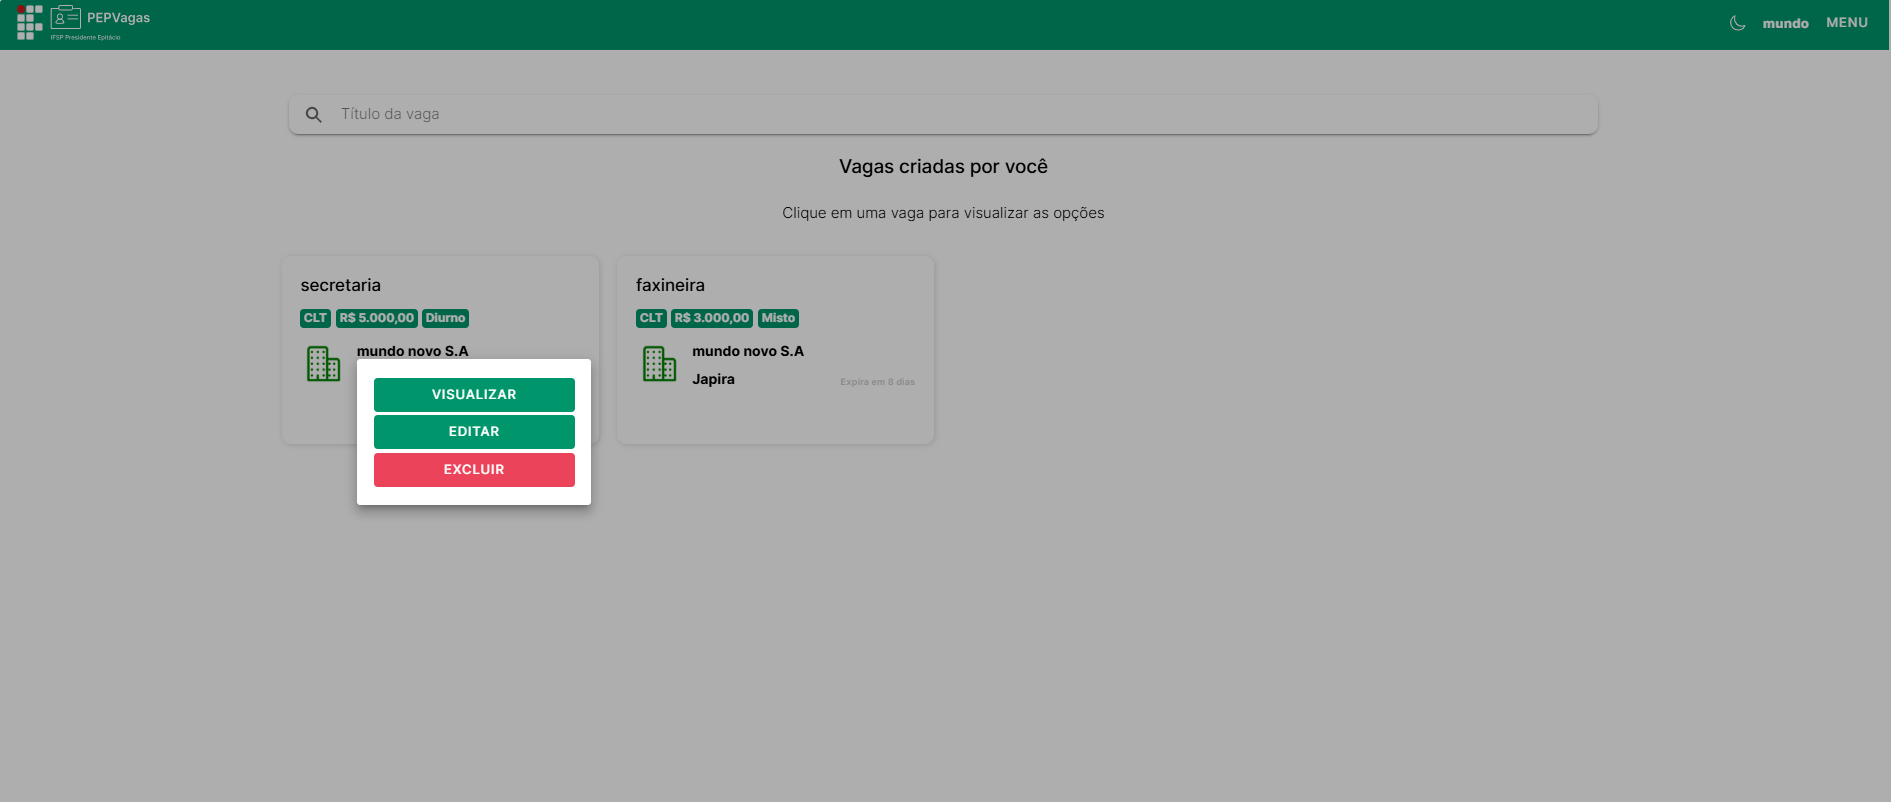 PEPVagas
IFSP Presidente Epitácio
mundo
MENU
Título da vaga
Vagas criadas por você
Clique em uma vaga para visualizar as opções
secretaria
CLT R$ 5.000,00 Diurno
mundo novo S.A
faxineira
CLT R$ 3.000,00 Misto
mundo novo S.A
Japira
Expira em 8 dias
VISUALIZAR
EDITAR
EXCLUIR